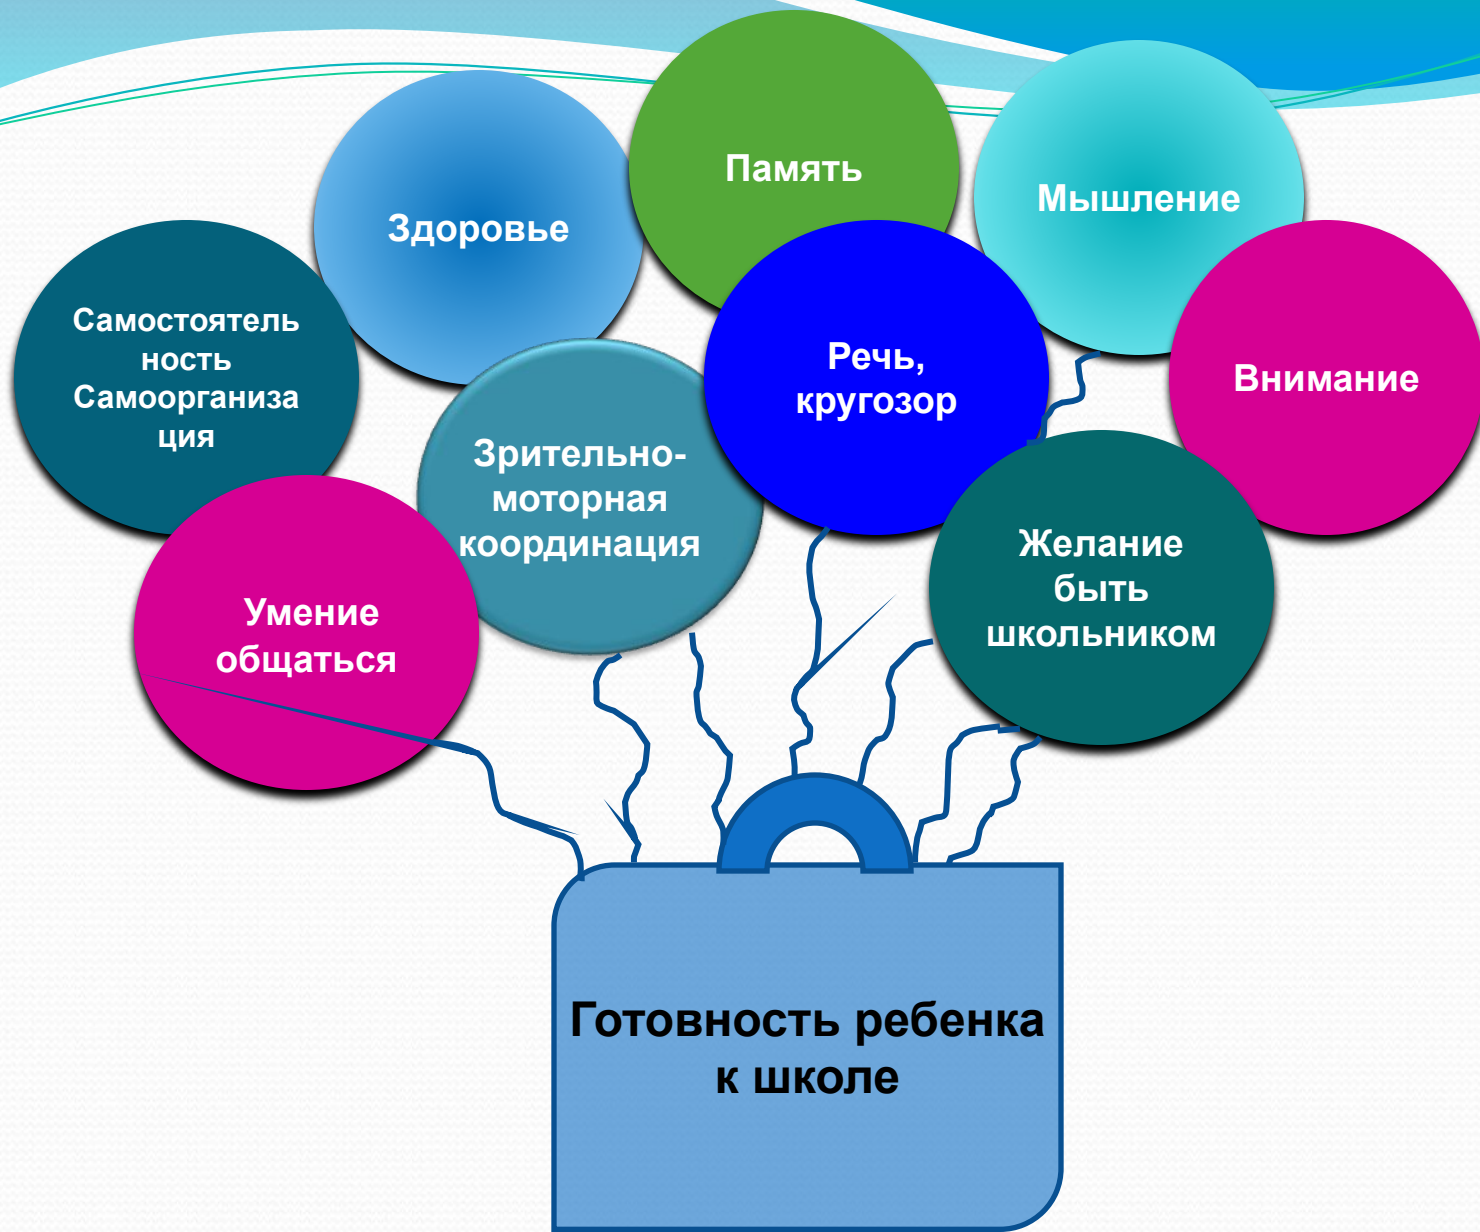 Память
Мышление
Здоровье
Самостоятель
ность
Самоорганиза
ция
Речь,
кругозор
Внимание
Зрительно-
моторная
координация
Желание
быть
школьником
Умение
общаться
Готовность ребенка
к школе